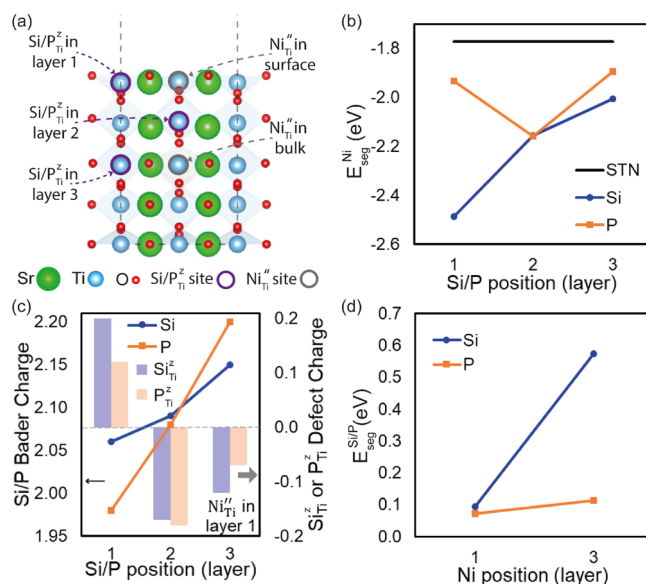 (a)
Si/P^z_Ti in
layer 1
Si/P^z_Ti in
layer 2
Si/P^z_Ti in
layer 3
Ni''_Ti in
surface
Ni''_Ti in
bulk
Sr Ti O Si/P^z_Ti site Ni''_Ti site
(b)
E^Ni_seg (eV)
-1.8
-2.0
-2.2
-2.4
-2.6
STN
Si
P
1 2 3
Si/P position (layer)
(c)
Si/P Bader Charge
2.20
2.15
2.10
2.05
2.00
1.95
Si
P
Si^z_Ti
P^z_Ti
Ni''_Ti in
layer 1
0.2
0.1
0.0
-0.1
-0.2
Si^z_Ti or P^z_Ti Defect Charge
1 2 3
Si/P position (layer)
(d)
E^Si/P_seg (eV)
0.7
0.6
0.5
0.4
0.3
0.2
0.1
0.0
Si
P
1 3
Ni position (layer)